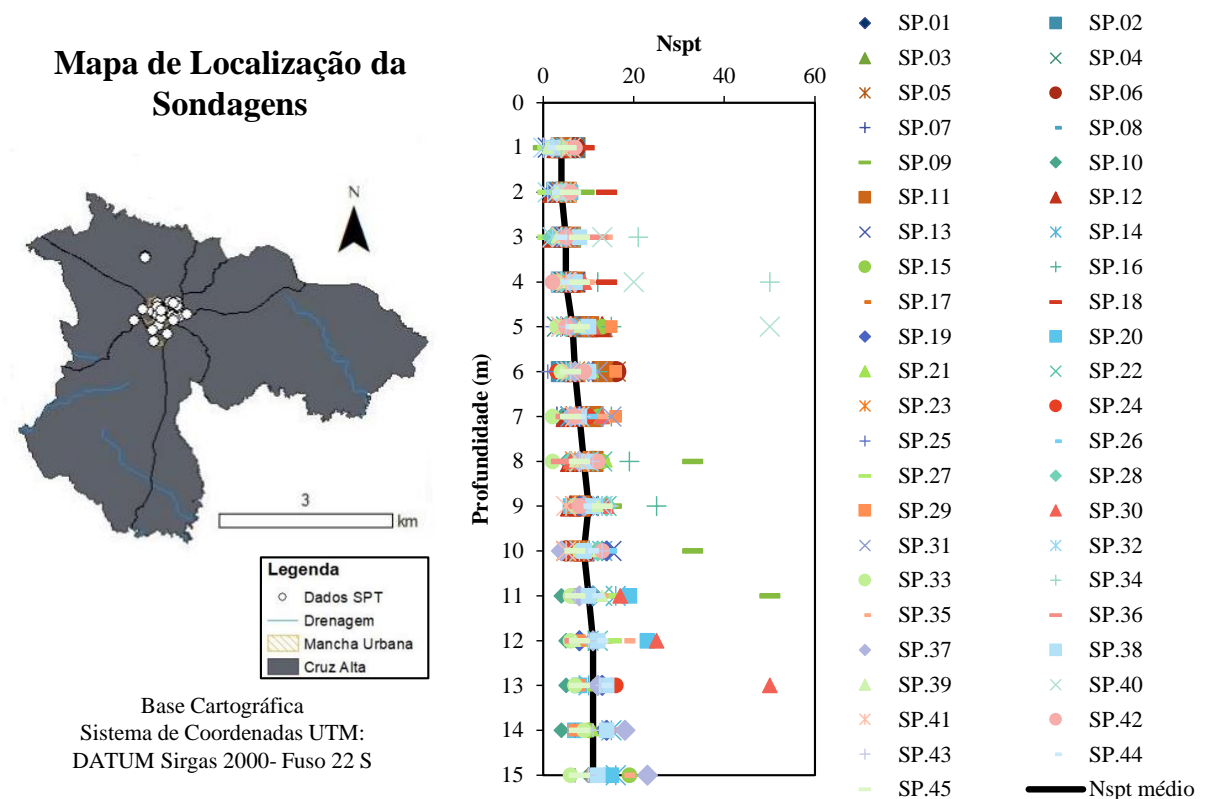 Mapa de Localização da
Sondagens
N
3
km
Legenda
Dados SPT
Drenagem
Mancha Urbana
Cruz Alta
Base Cartográfica
Sistema de Coordenadas UTM:
DATUM Sirgas 2000- Fuso 22 S
Nspt
0 20 40 60
Profundidade (m)
0
1
2
3
4
5
6
7
8
9
10
11
12
13
14
15
SP.01 SP.02
SP.03 SP.04
SP.05 SP.06
SP.07 SP.08
SP.09 SP.10
SP.11 SP.12
SP.13 SP.14
SP.15 SP.16
SP.17 SP.18
SP.19 SP.20
SP.21 SP.22
SP.23 SP.24
SP.25 SP.26
SP.27 SP.28
SP.29 SP.30
SP.31 SP.32
SP.33 SP.34
SP.35 SP.36
SP.37 SP.38
SP.39 SP.40
SP.41 SP.42
SP.43 SP.44
SP.45 Nspt médio